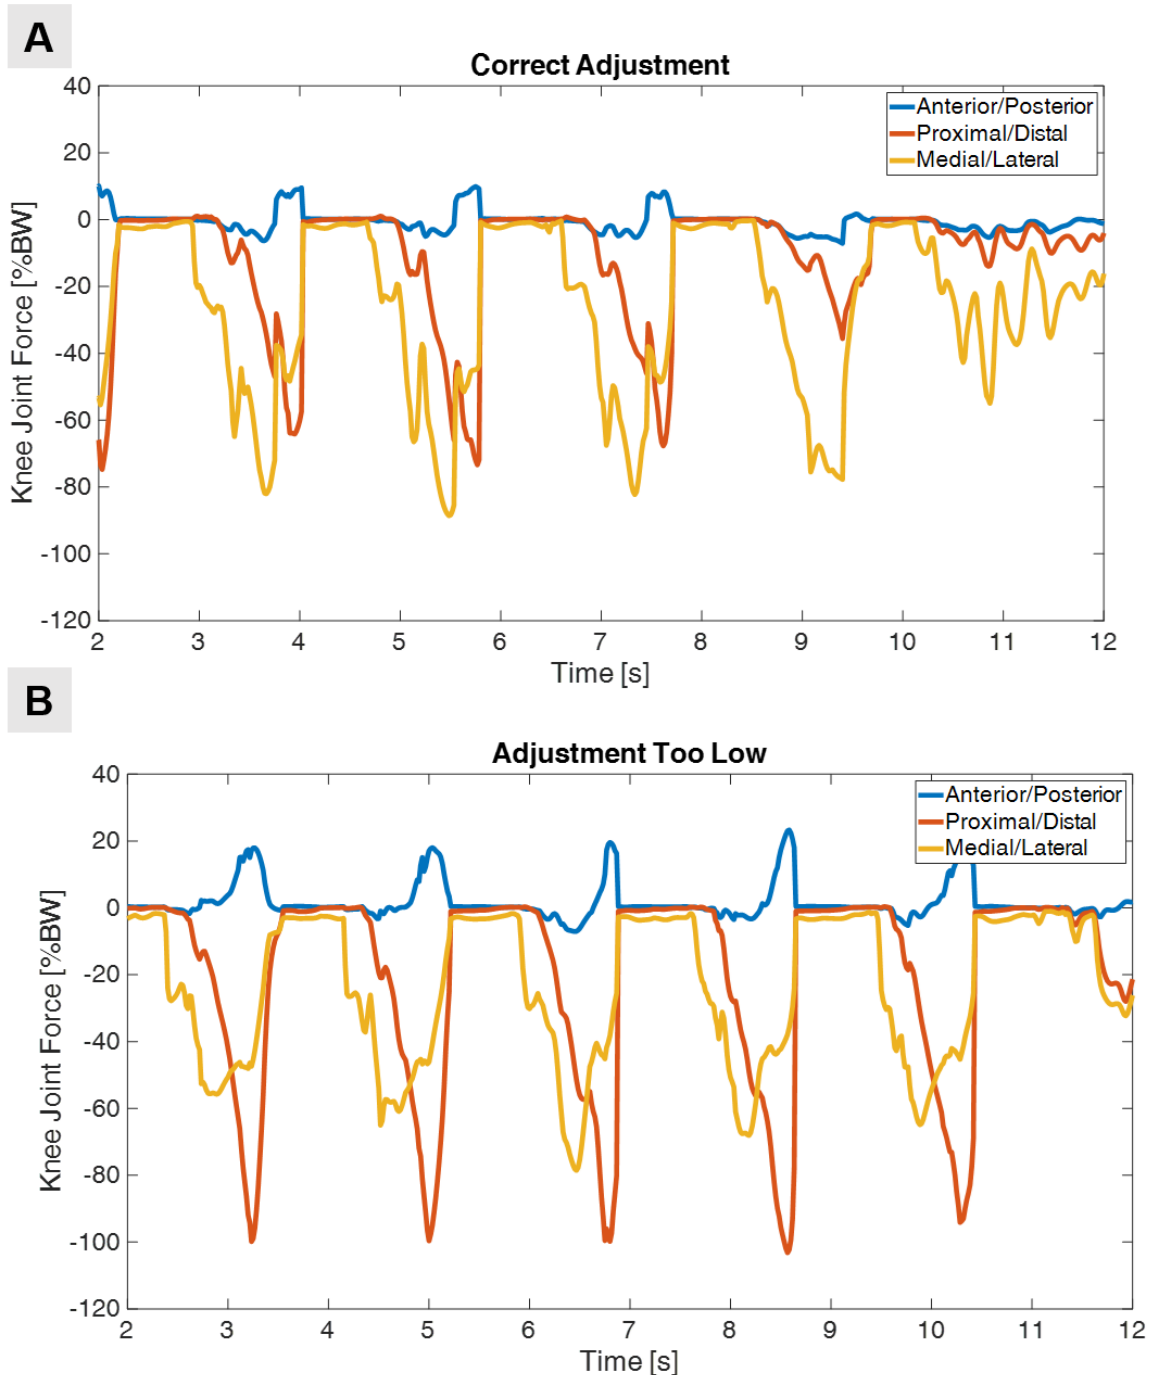 A
Correct Adjustment
Knee Joint Force [%BW]
40
20
0
-20
-40
-60
-80
-100
-120
Anterior/Posterior
Proximal/Distal
Medial/Lateral
2 3 4 5 6 7 8 9 10 11 12
Time [s]
B
Adjustment Too Low
Knee Joint Force [%BW]
40
20
0
-20
-40
-60
-80
-100
-120
Anterior/Posterior
Proximal/Distal
Medial/Lateral
2 3 4 5 6 7 8 9 10 11 12
Time [s]